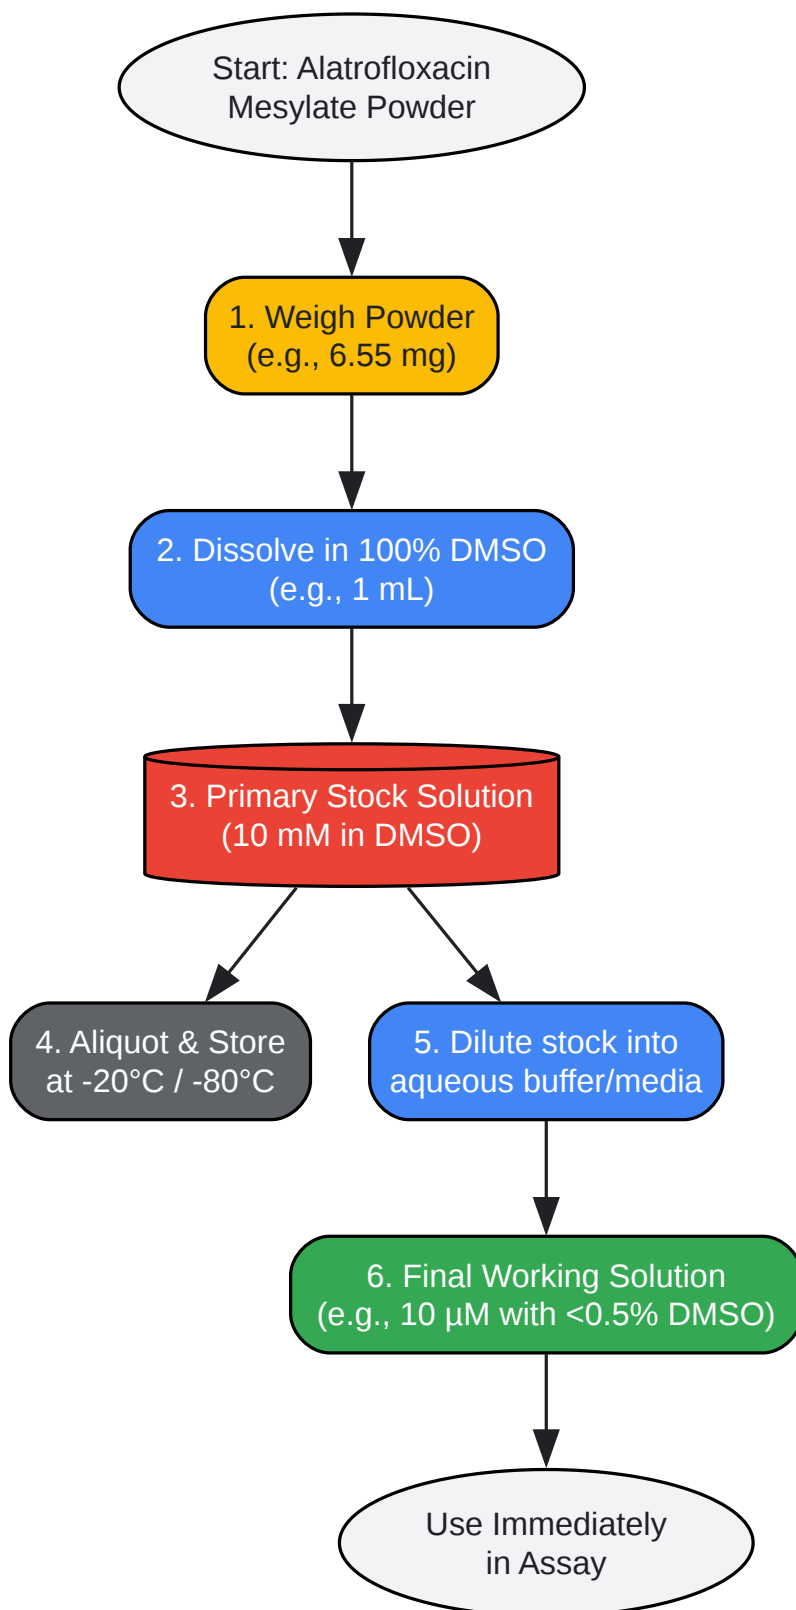 Start: Alatrofloxacin
Mesylate Powder
1. Weigh Powder
(e.g., 6.55 mg)
2. Dissolve in 100% DMSO
(e.g., 1 mL)
3. Primary Stock Solution
(10 mM in DMSO)
4. Aliquot & Store
at -20°C / -80°C
5. Dilute stock into
aqueous buffer/media
6. Final Working Solution
(e.g., 10 µM with <0.5% DMSO)
Use Immediately
in Assay